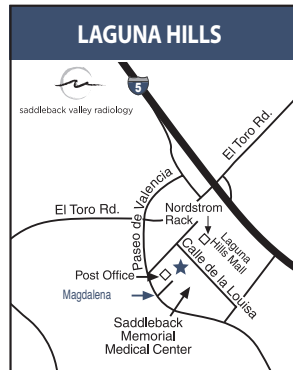 LAGUNA HILLS
5
saddleback valley radiology
El Toro Rd.
Paseo de Valencia
Nordstrom
Rack
El Toro Rd.
Laguna
Hills Mall
Calle de la Louisa
Post Office
Magdalena
Saddleback
Memorial
Medical Center